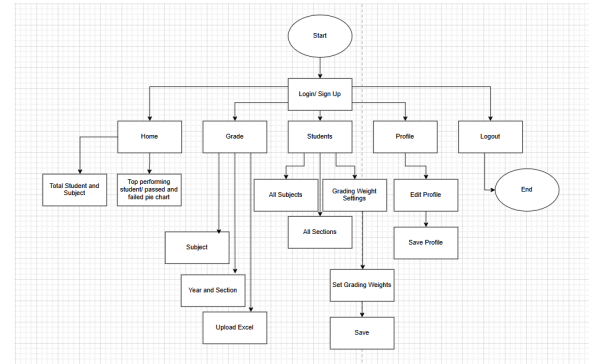 Start
Login/ Sign Up
Home
Grade
Students
Profile
Logout
Total Student and
Subject
Top performing
student/ passed and
failed pie chart
All Subjects
Grading Weight
Settings
Edit Profile
End
All Sections
Save Profile
Subject
Year and Section
Set Grading Weights
Upload Excel
Save